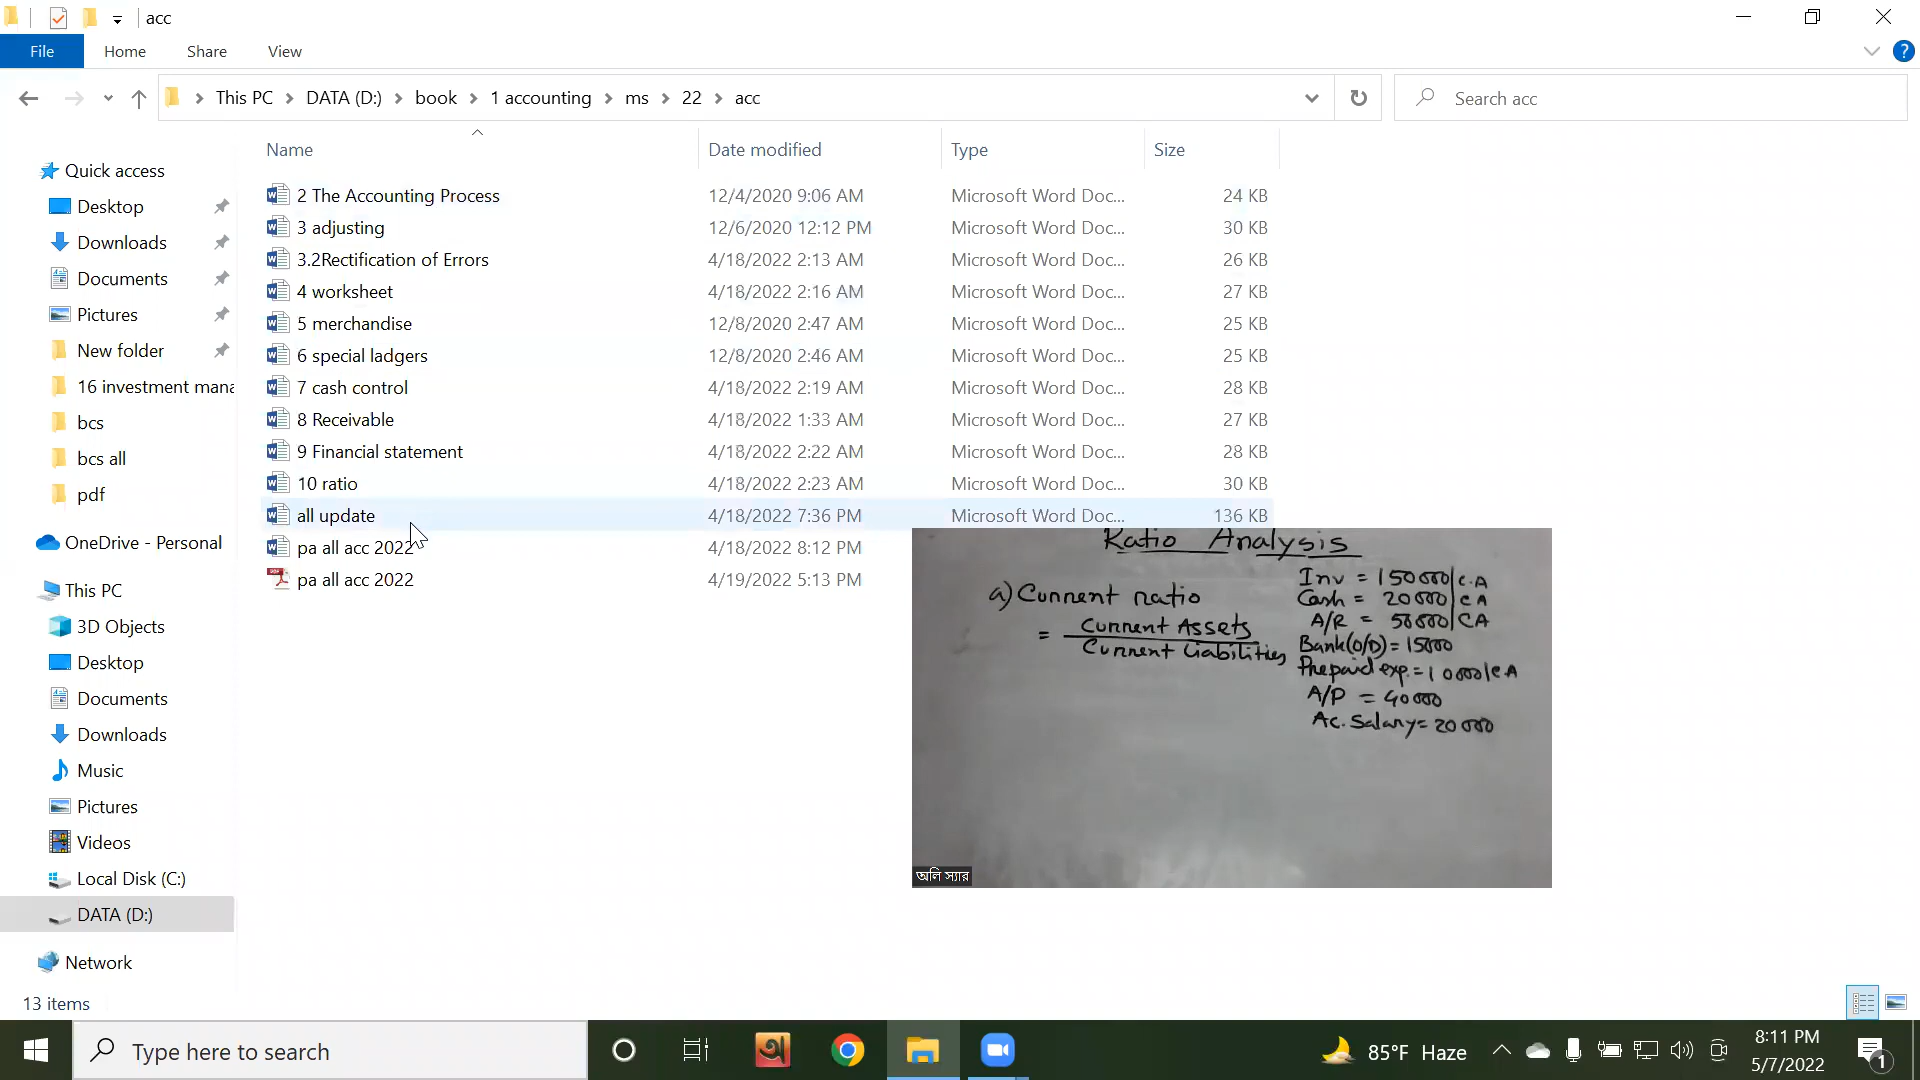 acc
File Home Share View
This PC DATA (D:) book 1 accounting ms 22 acc
Search acc
Name Date modified Type Size
Quick access
Desktop
Downloads
Documents
Pictures
New folder
16 investment mana
bcs
bcs all
pdf
OneDrive - Personal
This PC
3D Objects
Desktop
Documents
Downloads
Music
Pictures
Videos
Local Disk (C:)
DATA (D:)
Network
2 The Accounting Process 12/4/2020 9:06 AM Microsoft Word Doc... 24 KB
3 adjusting 12/6/2020 12:12 PM Microsoft Word Doc... 30 KB
3.2Rectification of Errors 4/18/2022 2:13 AM Microsoft Word Doc... 26 KB
4 worksheet 4/18/2022 2:16 AM Microsoft Word Doc... 27 KB
5 merchandise 12/8/2020 2:47 AM Microsoft Word Doc... 25 KB
6 special ladgers 12/8/2020 2:46 AM Microsoft Word Doc... 25 KB
7 cash control 4/18/2022 2:19 AM Microsoft Word Doc... 28 KB
8 Receivable 4/18/2022 1:33 AM Microsoft Word Doc... 27 KB
9 Financial statement 4/18/2022 2:22 AM Microsoft Word Doc... 28 KB
10 ratio 4/18/2022 2:23 AM Microsoft Word Doc... 30 KB
all update 4/18/2022 7:36 PM Microsoft Word Doc... 136 KB
pa all acc 2022 4/18/2022 8:12 PM
pa all acc 2022 4/19/2022 5:13 PM
Ratio Analysis
a) Current ratio
= Current Assets
Current Liabilities
Inv = 150000 | C.A
Cash = 20000 | CA
A/R = 50000 | CA
Bank (O/D) = 15000
Prepaid exp. = 10000 | CA
A/P = 40000
Ac. Salary = 20000
অলি স্যার
13 items
Type here to search
85°F Haze
8:11 PM
5/7/2022
1